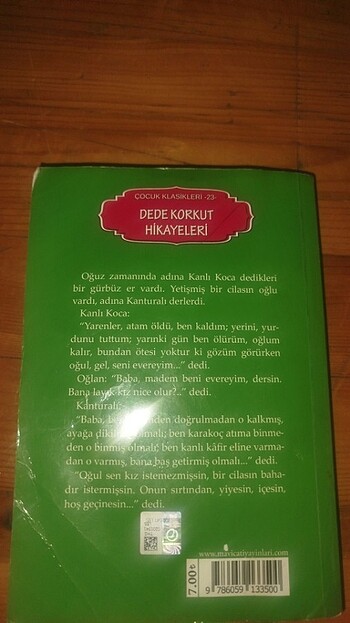 ÇOCUK KLASİKLERİ -23-
DEDE KORKUT
HİKAYELERİ
Oğuz zamanında adına Kanlı Koca dedikleri
bir gürbüz er vardı. Yetişmiş bir cilasın oğlu
vardı, adına Kanturalı derlerdi.
Kanlı Koca:
"Yarenler, atam öldü, ben kaldım; yerini, yur-
dunu tuttum; yarınki gün ben ölürüm, oğlum
kalır, bundan ötesi yoktur ki gözüm görürken
oğul, gel, seni evereyim..." dedi.
Oğlan: "Baba, madem beni evereyim, dersin.
Bana layık kız nice olur?.." dedi.
Kanturalı:
"Baba, ben doğrulmadan o kalkmış,
ayağa olmalı; ben karakoç atıma binme-
den o binmiş olmalı; ben kanlı kâfir eline varma-
dan o varmış, bana baş getirmiş olmalı..." dedi.
"Oğul sen kız istemezmişsin, bir cilasın baha-
dır istermişsin. Onun sırtından, yiyesin, içesin,
hoş geçinesin..." dedi.
www.mavicatiyayinlari.com
7.00 ₺
9 786059 133500